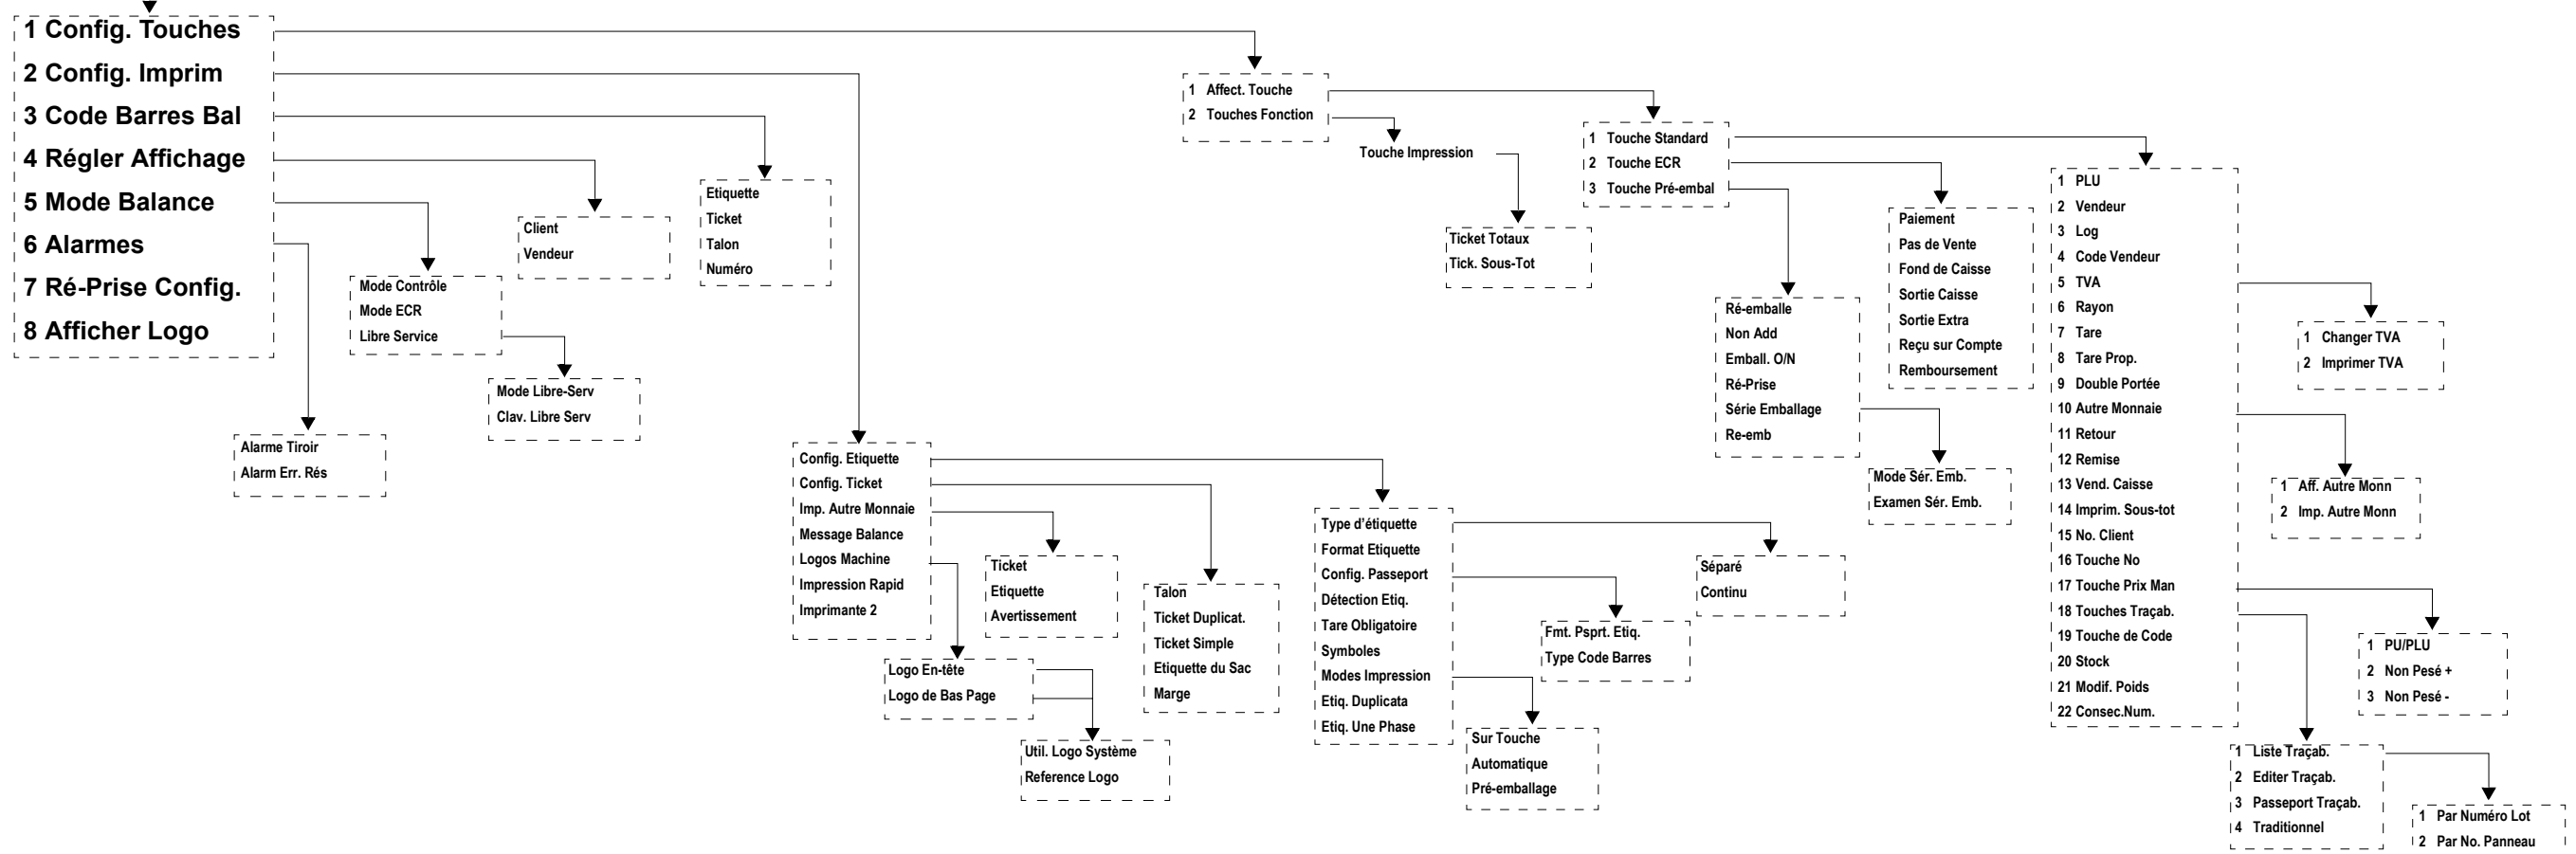 1 Config. Touches
2 Config. Imprim
3 Code Barres Bal
4 Régler Affichage
5 Mode Balance
6 Alarmes
7 Ré-Prise Config.
8 Afficher Logo
1 Affect. Touche
2 Touches Fonction
Touche Impression
Ticket Totaux
Tick. Sous-Tot
1 Touche Standard
2 Touche ECR
3 Touche Pré-embal
1 PLU
2 Vendeur
3 Log
4 Code Vendeur
5 TVA
6 Rayon
7 Tare
8 Tare Prop.
9 Double Portée
10 Autre Monnaie
11 Retour
12 Remise
13 Vend. Caisse
14 Imprim. Sous-tot
15 No. Client
16 Touche No
17 Touche Prix Man
18 Touches Traçab.
19 Touche de Code
20 Stock
21 Modif. Poids
22 Consec.Num.
1 Changer TVA
2 Imprimer TVA
1 Aff. Autre Monn
2 Imp. Autre Monn
1 PU/PLU
2 Non Pesé +
3 Non Pesé -
1 Liste Traçab.
2 Editer Traçab.
3 Passeport Traçab.
4 Traditionnel
1 Par Numéro Lot
2 Par No. Panneau
Paiement
Pas de Vente
Fond de Caisse
Sortie Caisse
Sortie Extra
Reçu sur Compte
Remboursement
Ré-emballe
Non Add
Emball. O/N
Ré-Prise
Série Emballage
Re-emb
Mode Sér. Emb.
Examen Sér. Emb.
Config. Etiquette
Config. Ticket
Imp. Autre Monnaie
Message Balance
Logos Machine
Impression Rapid
Imprimante 2
Type d’étiquette
Format Etiquette
Config. Passeport
Détection Etiq.
Tare Obligatoire
Symboles
Modes Impression
Etiq. Duplicata
Etiq. Une Phase
Séparé
Continu
Fmt. Psprt. Etiq.
Type Code Barres
Sur Touche
Automatique
Pré-emballage
Talon
Ticket Duplicat.
Ticket Simple
Etiquette du Sac
Marge
Ticket
Etiquette
Avertissement
Logo En-tête
Logo de Bas Page
Util. Logo Système
Reference Logo
Etiquette
Ticket
Talon
Numéro
Client
Vendeur
Mode Contrôle
Mode ECR
Libre Service
Mode Libre-Serv
Clav. Libre Serv
Alarme Tiroir
Alarm Err. Rés